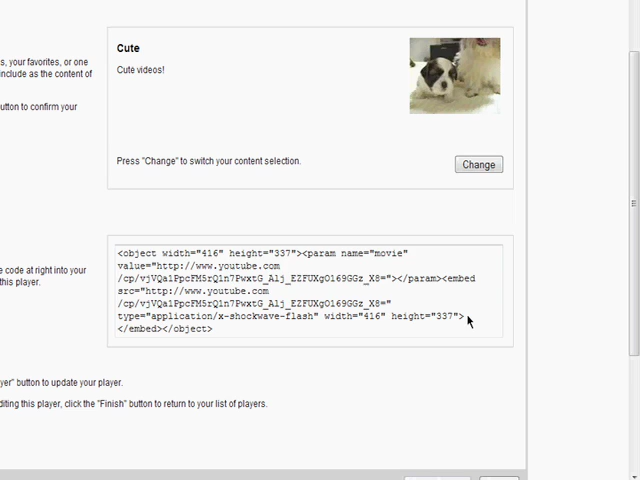 Cute
s, your favorites, or one
Cute videos!
include as the content of
utton to confirm your
Press "Change" to switch your content selection.
Change
<object width="416" height="337"><param name="movie"
value="http://www.youtube.com
e code at right into your
/cp/vjVQa1PpcFM5rQ1n7PwxtG_Alj_EZFUXgOl69GGz_X8="></param><embed
this player.
src="http://www.youtube.com
/cp/vjVQa1PpcFM5rQ1n7PwxtG_Alj_EZFUXgOl69GGz_X8="
type="application/x-shockwave-flash" width="416" height="337">
</embed></object>
yer" button to update your player.
diting this player, click the "Finish" button to return to your list of players.